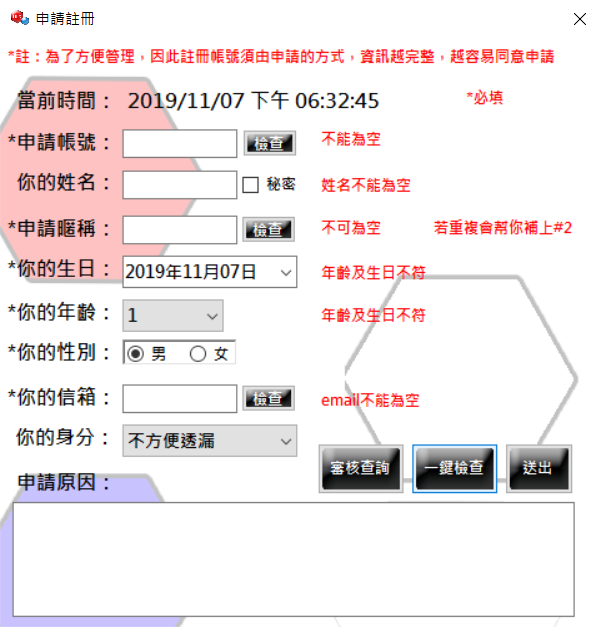 申請註冊
*註：為了方便管理，因此註冊帳號須由申請的方式，資訊越完整，越容易同意申請
當前時間： 2019/11/07 下午 06:32:45 *必填
*申請帳號： 檢查 不能為空
你的姓名： 秘密 姓名不能為空
*申請暱稱： 檢查 不可為空 若重複會幫你補上#2
*你的生日： 2019年11月07日 年齡及生日不符
*你的年齡： 1 年齡及生日不符
*你的性別： 男 女
*你的信箱： 檢查 email不能為空
你的身分： 不方便透漏
審核查詢 一鍵檢查 送出
申請原因：